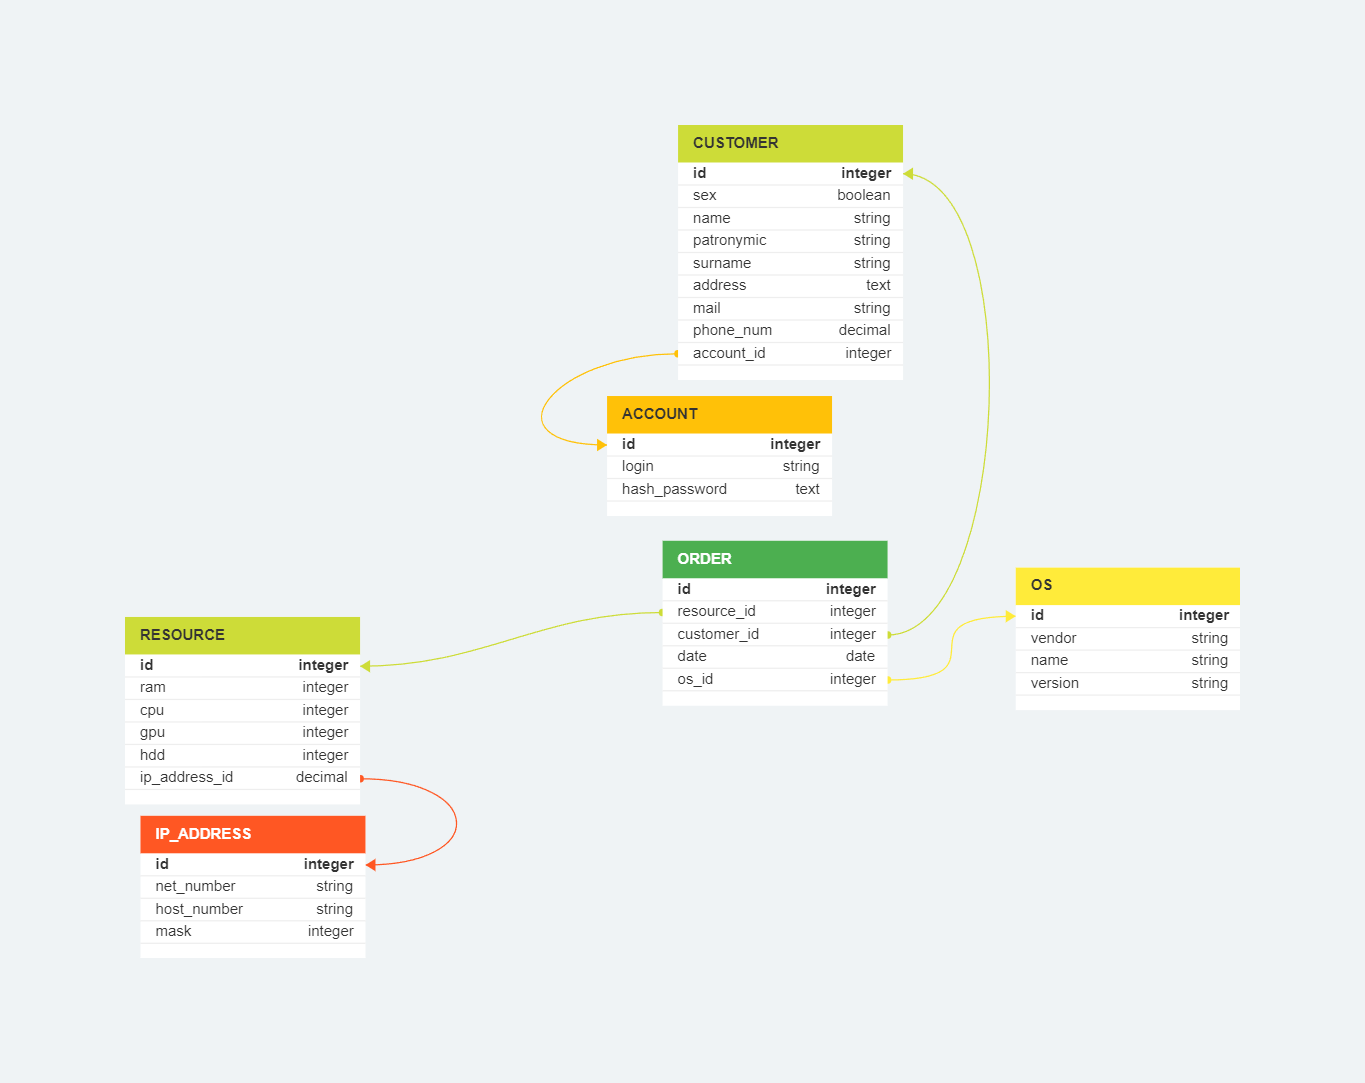 CUSTOMER
id integer
sex boolean
name string
patronymic string
surname string
address text
mail string
phone_num decimal
account_id integer
ACCOUNT
id integer
login string
hash_password text
ORDER
id integer
resource_id integer
customer_id integer
date date
os_id integer
OS
id integer
vendor string
name string
version string
RESOURCE
id integer
ram integer
cpu integer
gpu integer
hdd integer
ip_address_id decimal
IP_ADDRESS
id integer
net_number string
host_number string
mask integer